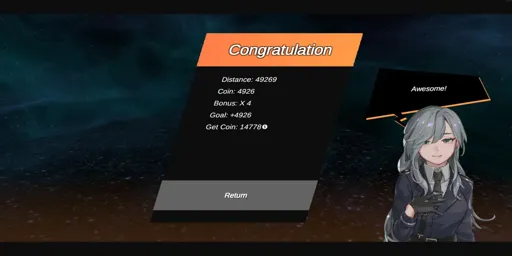 Congratulation
Distance: 49269
Coin: 4926
Bonus: X 4
Goal: +4926
Get Coin: 14778
Awesome!
Return